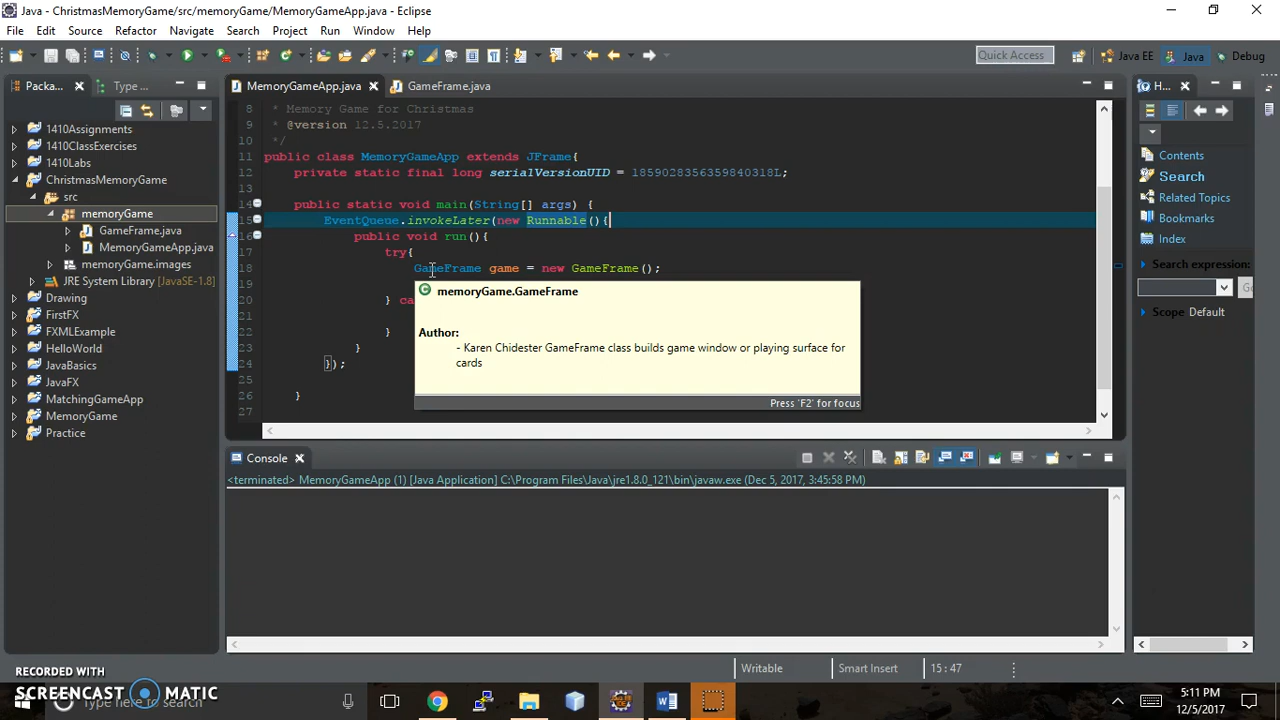 Java - ChristmasMemoryGame/src/memoryGame/MemoryGameApp.java - Eclipse
File Edit Source Refactor Navigate Search Project Run Window Help
Quick Access
Java EE
Java
Debug
Packa...
Type ...
1410Assignments
1410ClassExercises
1410Labs
ChristmasMemoryGame
src
memoryGame
GameFrame.java
MemoryGameApp.java
memoryGame.images
JRE System Library [JavaSE-1.8]
Drawing
FirstFX
FXMLExample
HelloWorld
JavaBasics
JavaFX
MatchingGameApp
MemoryGame
Practice
MemoryGameApp.java
GameFrame.java
8 * Memory Game for Christmas
9 * @version 12.5.2017
10 */
11 public class MemoryGameApp extends JFrame{
12 private static final long serialVersionUID = 1859028356359840318L;
13
14 public static void main(String[] args) {
15 EventQueue.invokeLater(new Runnable(){
16 public void run(){
17 try{
18 GameFrame game = new GameFrame();
19
20 } ca
21
22 }
23 }
24 });
25
26 }
27
memoryGame.GameFrame
Author:
- Karen Chidester GameFrame class builds game window or playing surface for
cards
Press 'F2' for focus
H...
Contents
Search
Related Topics
Bookmarks
Index
Search expression:
Go
Scope Default
Console
<terminated> MemoryGameApp (1) [Java Application] C:\Program Files\Java\jre1.8.0_121\bin\javaw.exe (Dec 5, 2017, 3:45:58 PM)
Writable
Smart Insert
15 : 47
RECORDED WITH
SCREENCAST MATIC
here to search
5:11 PM
12/5/2017